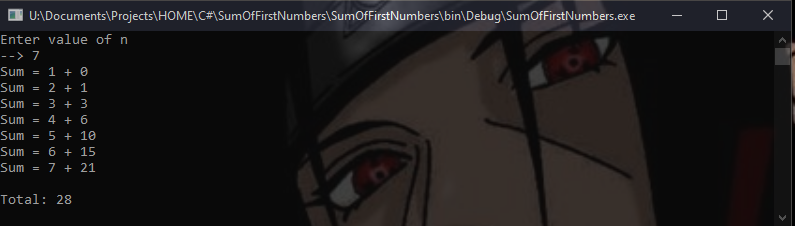 U:\Documents\Projects\HOME\C#\SumOfFirstNumbers\SumOfFirstNumbers\bin\Debug\SumOfFirstNumbers.exe
Enter value of n
--> 7
Sum = 1 + 0
Sum = 2 + 1
Sum = 3 + 3
Sum = 4 + 6
Sum = 5 + 10
Sum = 6 + 15
Sum = 7 + 21
Total: 28